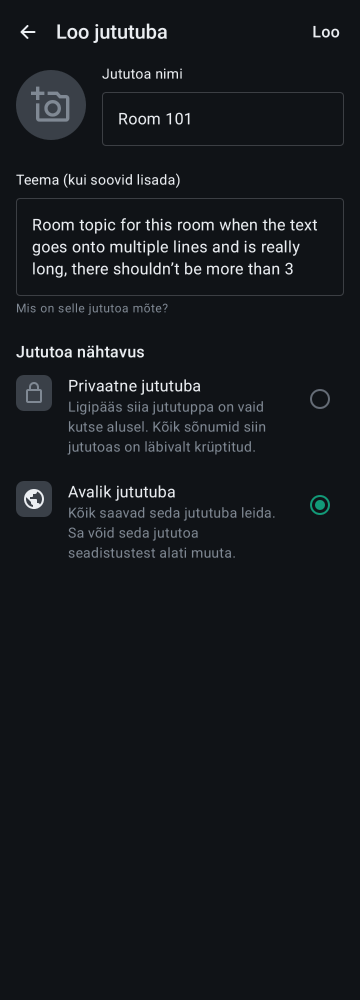 Loo jututuba
Loo
Jututoa nimi
Room 101
Teema (kui soovid lisada)
Room topic for this room when the text
goes onto multiple lines and is really
long, there shouldn’t be more than 3
Mis on selle jututoa mõte?
Jututoa nähtavus
Privaatne jututuba
Ligipääs siia jututuppa on vaid
kutse alusel. Kõik sõnumid siin
jututoas on läbivalt krüptitud.
Avalik jututuba
Kõik saavad seda jututuba leida.
Sa võid seda jututoa
seadistustest alati muuta.